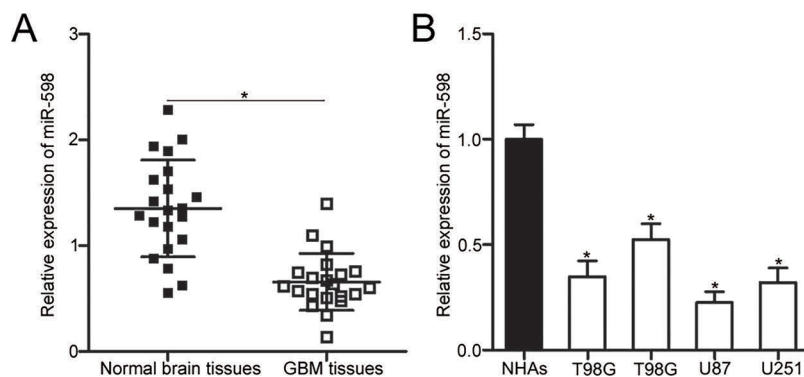 A
Relative expression of miR-598
3
2
1
0
*
Normal brain tissues
GBM tissues
B
Relative expression of miR-598
1.5
1.0
0.5
0.0
*
*
*
*
NHAs
T98G
T98G
U87
U251